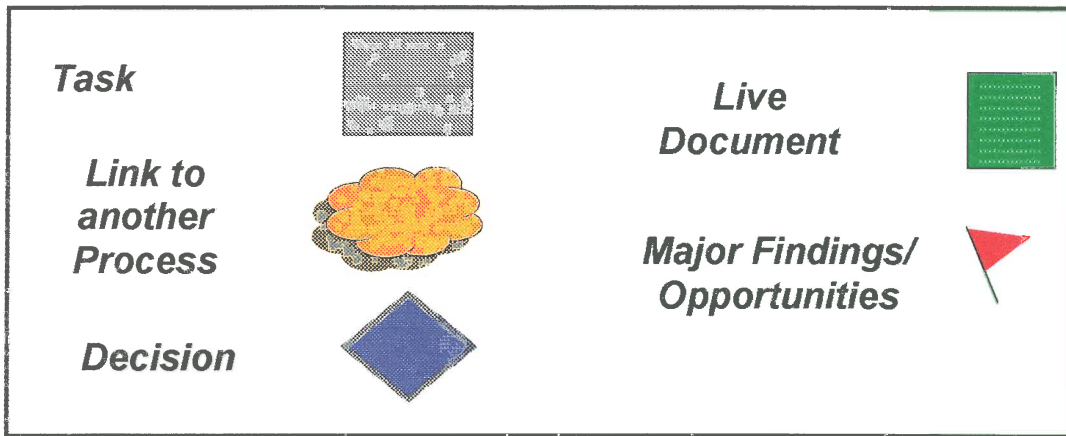 Task
Link to
another
Process
Decision
Live
Document
Major Findings/
Opportunities